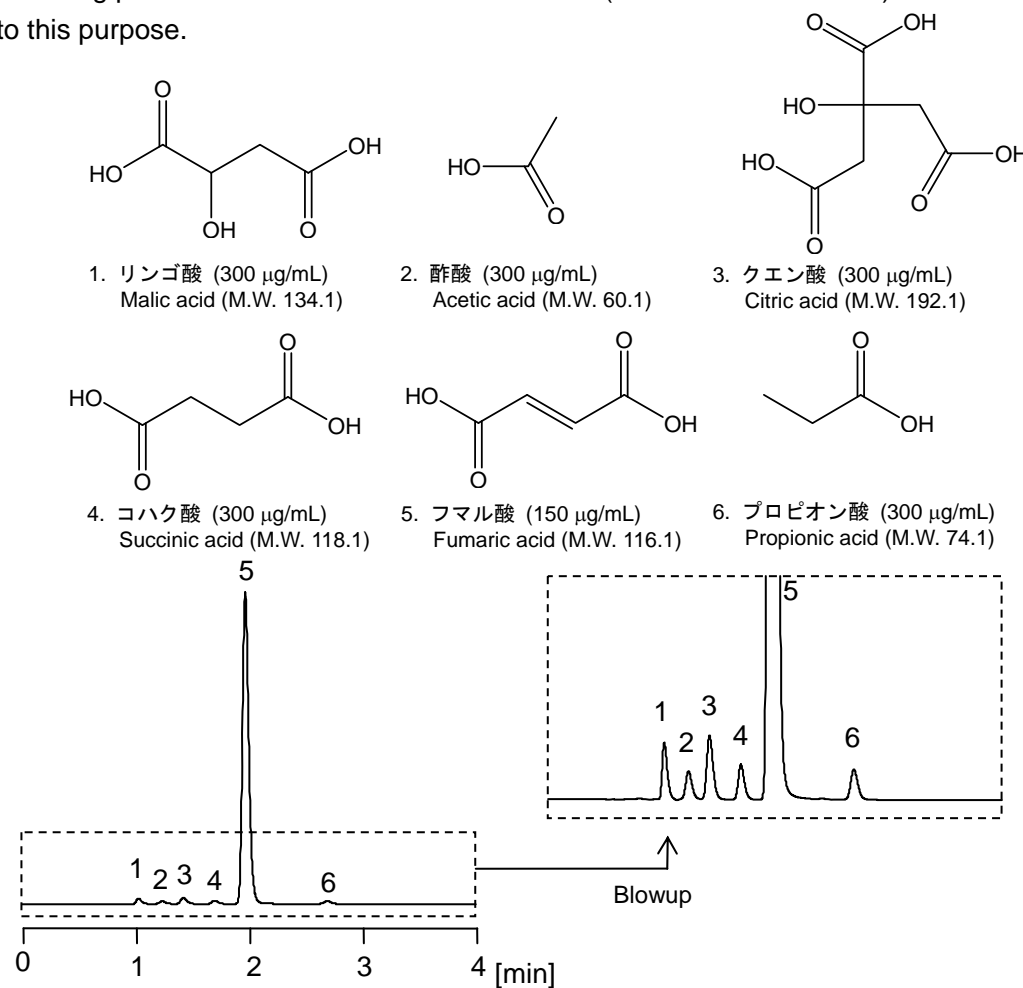 to this purpose.
O
OH
O
HO
OH
O
OH
HO
O
O
HO
OH
HO
OH
O
O
1. リンゴ酸 (300 μg/mL)
Malic acid (M.W. 134.1)
2. 酢酸 (300 μg/mL)
Acetic acid (M.W. 60.1)
3. クエン酸 (300 μg/mL)
Citric acid (M.W. 192.1)
O
HO
OH
O
O
HO
OH
O
O
OH
4. コハク酸 (300 μg/mL)
Succinic acid (M.W. 118.1)
5. フマル酸 (150 μg/mL)
Fumaric acid (M.W. 116.1)
6. プロピオン酸 (300 μg/mL)
Propionic acid (M.W. 74.1)
5
1
2
3
4
6
0
1
2
3
4
[min]
5
1
2
3
4
6
Blowup